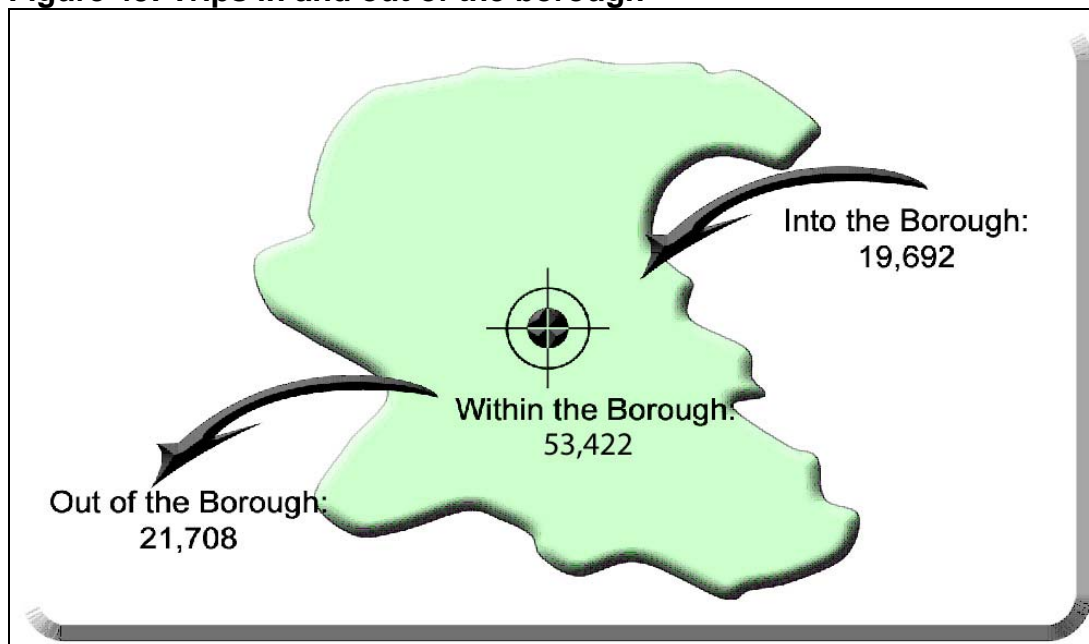 Into the Borough:
19,692
Within the Borough:
53,422
Out of the Borough:
21,708